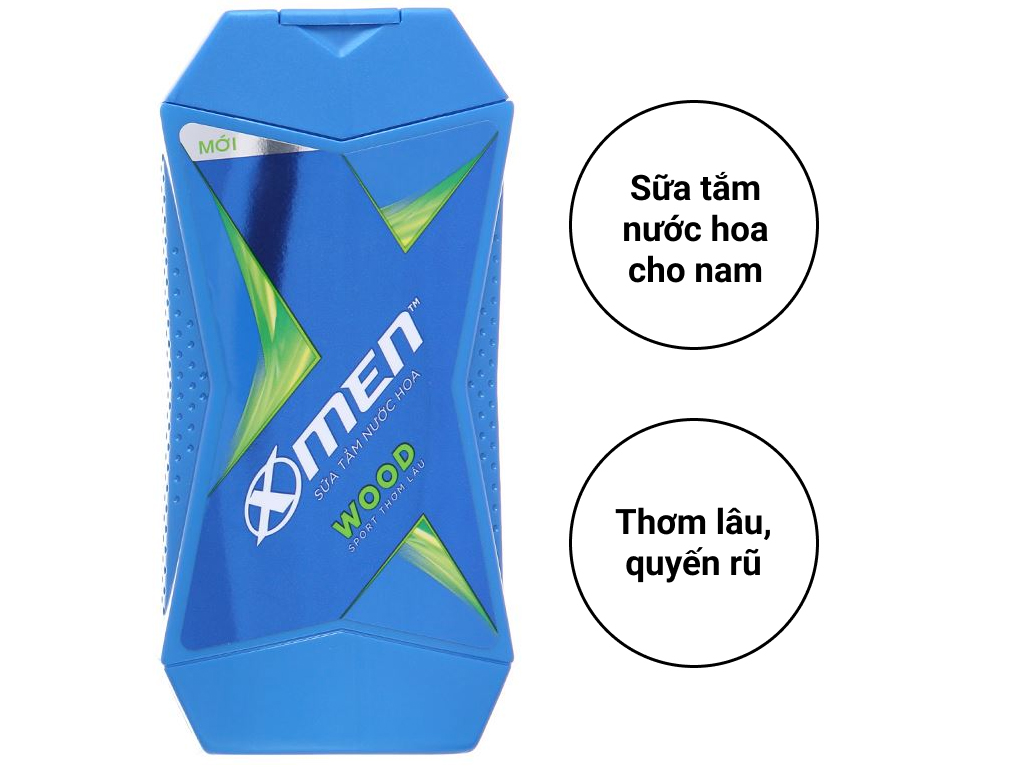 MỚI
XMEN™
SỮA TẮM NƯỚC HOA
WOOD
SPORT THƠM LÂU
Sữa tắm
nước hoa
cho nam
Thơm lâu,
quyến rũ